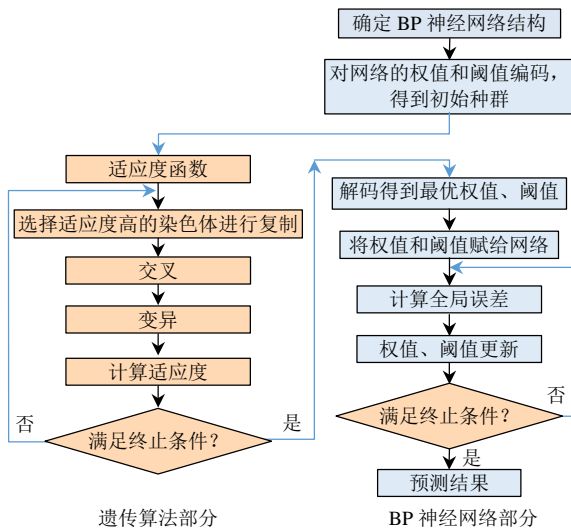 确定 BP 神经网络结构
对网络的权值和阈值编码，
得到初始种群
适应度函数
选择适应度高的染色体进行复制
交叉
变异
计算适应度
否
满足终止条件？
是
遗传算法部分
解码得到最优权值、阈值
将权值和阈值赋给网络
计算全局误差
权值、阈值更新
否
满足终止条件？
是
预测结果
BP 神经网络部分